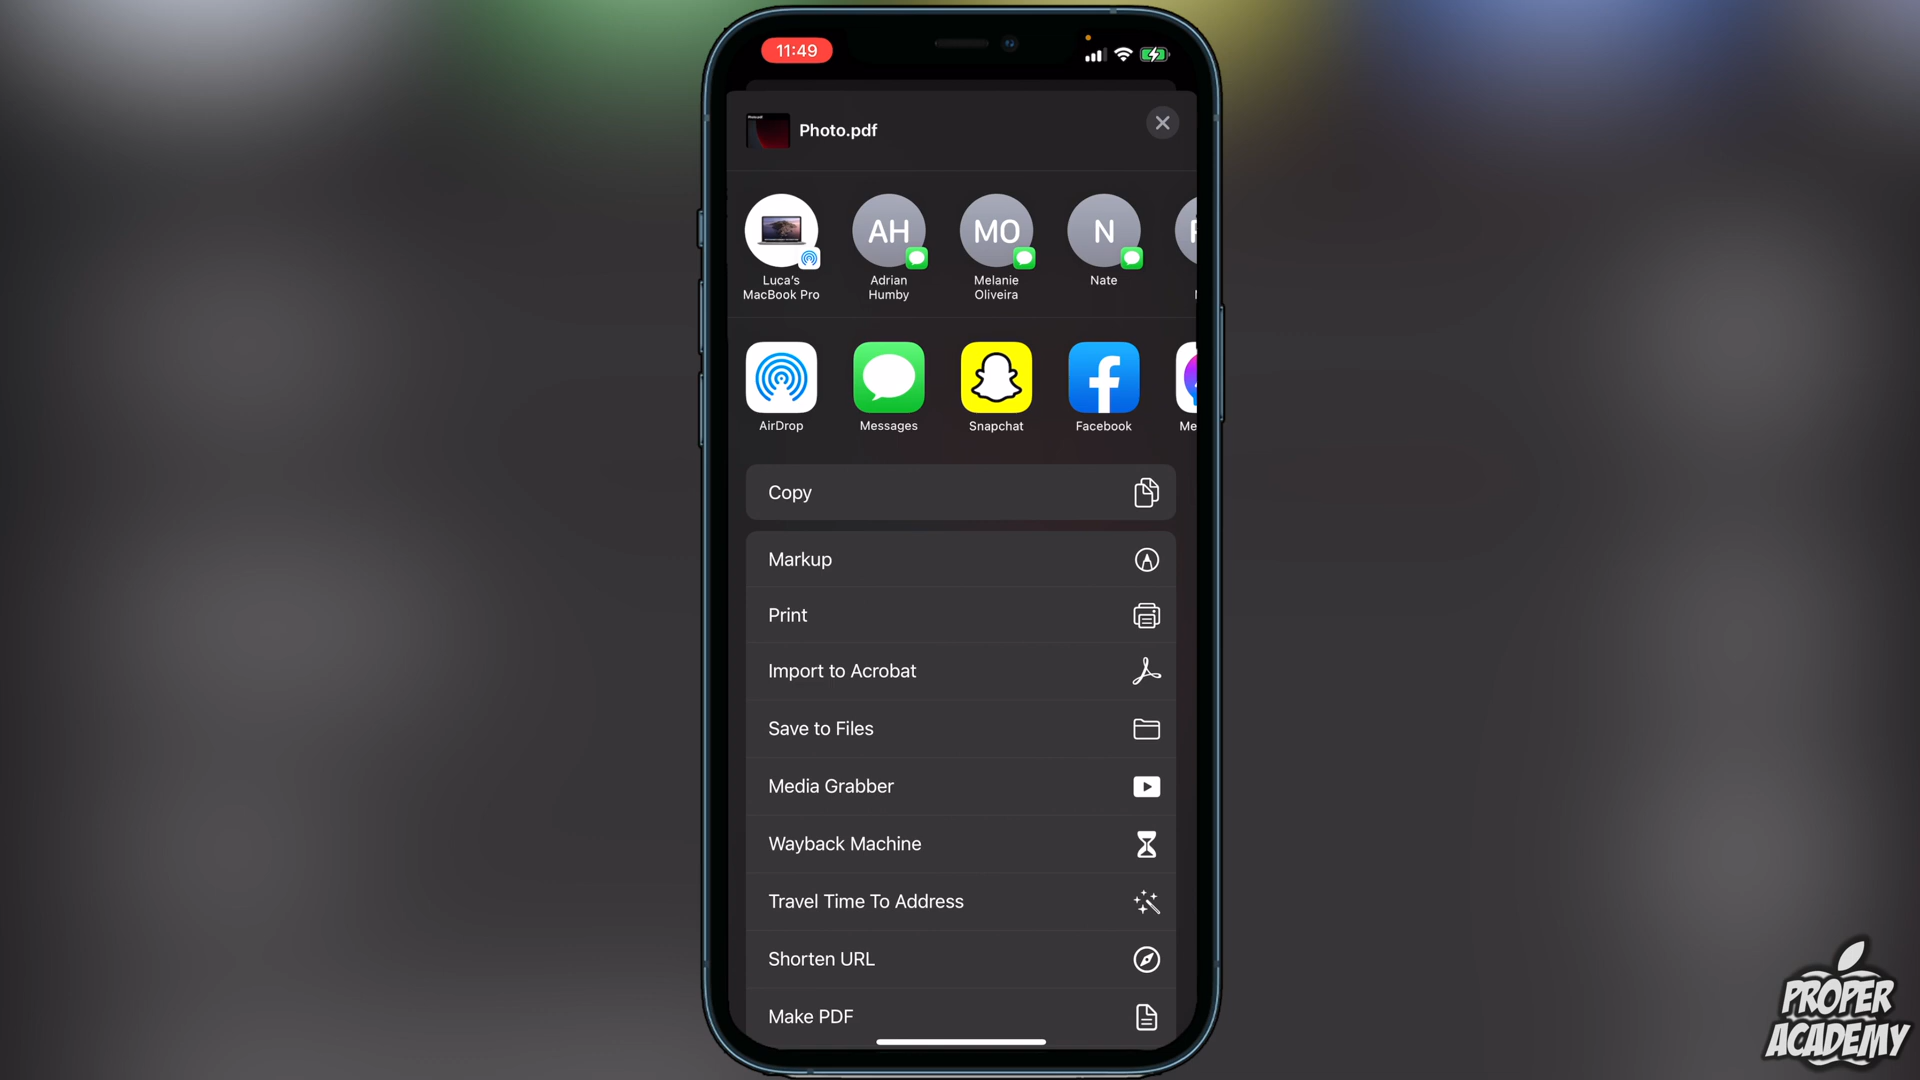 11:49
Photo.pdf
Luca's
MacBook Pro
AH
Adrian
Humby
MO
Melanie
Oliveira
N
Nate
AirDrop
Messages
Snapchat
Facebook
Me
Copy
Markup
Print
Import to Acrobat
Save to Files
Media Grabber
Wayback Machine
Travel Time To Address
Shorten URL
Make PDF
PROPER
ACADEMY